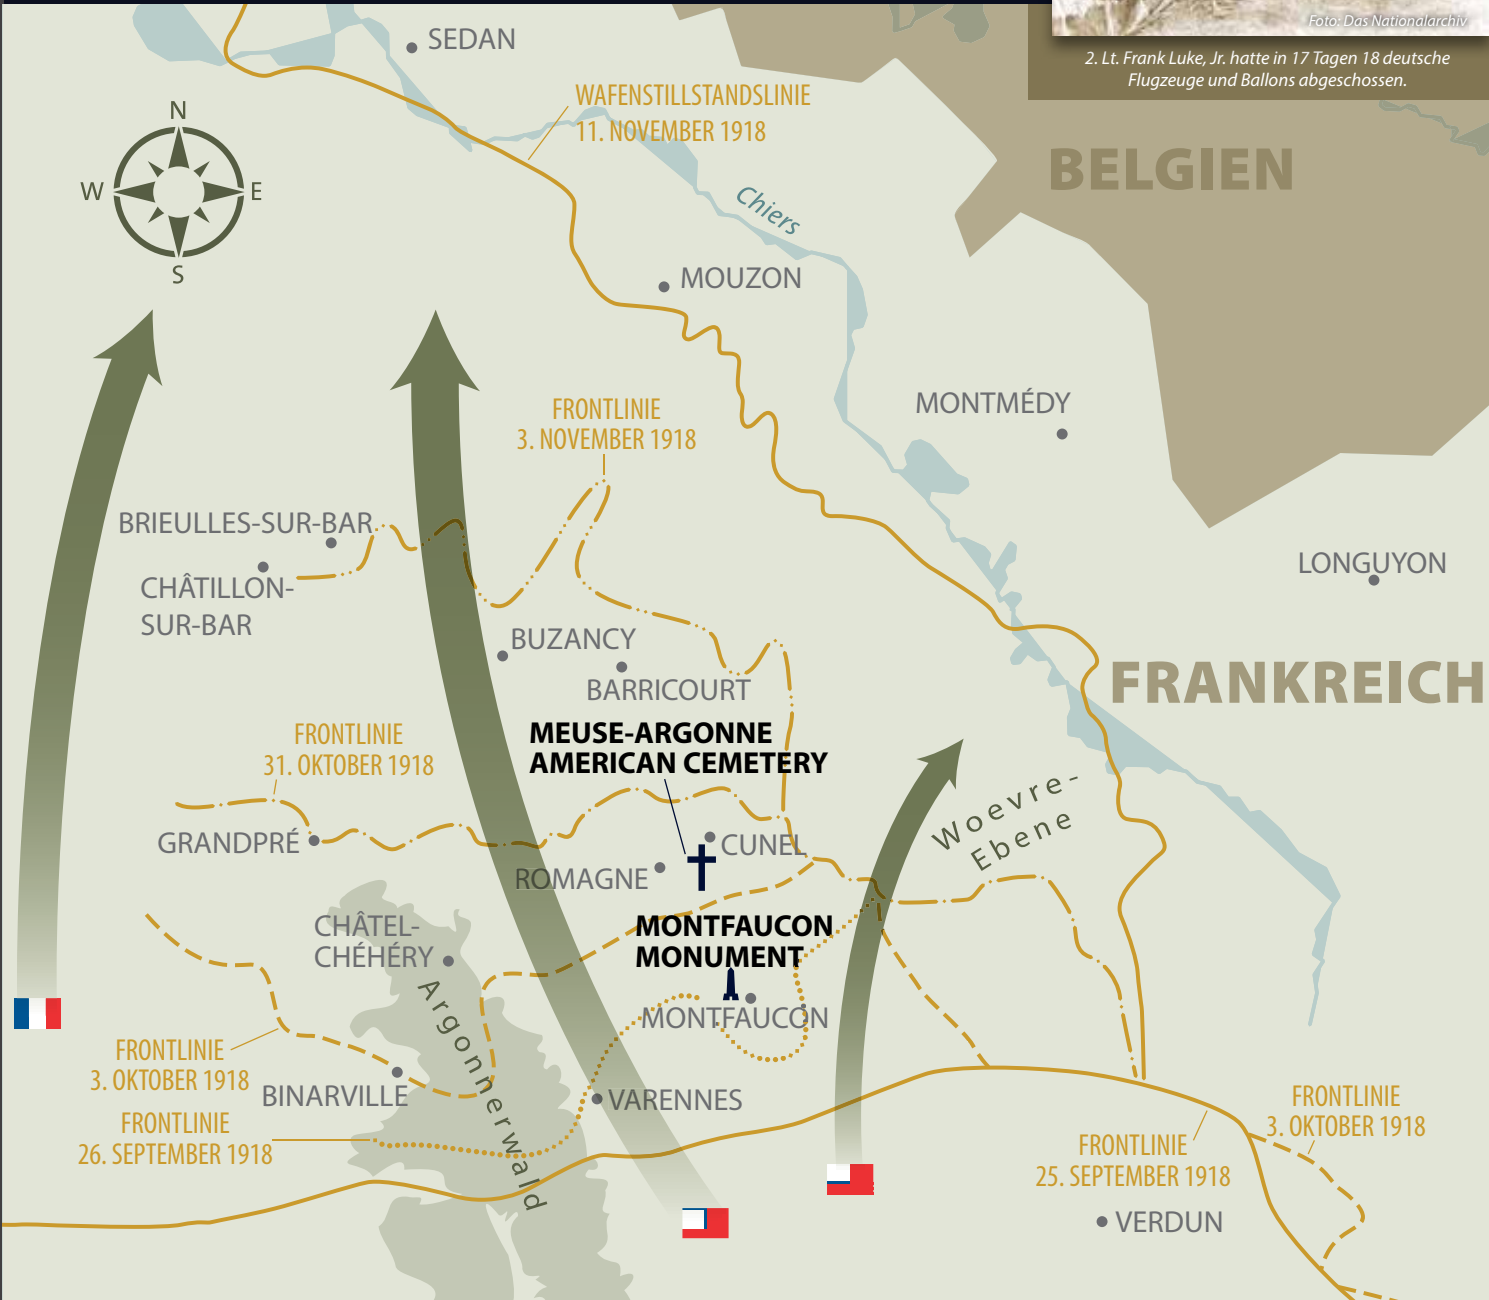 Foto: Das Nationalarchiv
2. Lt. Frank Luke, Jr. hatte in 17 Tagen 18 deutsche
Flugzeuge und Ballons abgeschossen.
SEDAN
WAFENSTILLSTANDSLINIE
11. NOVEMBER 1918
N
W
E
S
BELGIEN
Chiers
MOUZON
MONTMÉDY
FRONTLINIE
3. NOVEMBER 1918
BRIEULLES-SUR-BAR
CHÂTILLON-
SUR-BAR
LONGUYON
BUZANCY
BARRICOURT
FRANKREICH
MEUSE-ARGONNE
AMERICAN CEMETERY
FRONTLINIE
31. OKTOBER 1918
Woevre-
Ebene
GRANDPRÉ
CUNEL
ROMAGNE
CHÂTEL-
CHÉHÉRY
MONTFAUCON
MONUMENT
MONTFAUCON
Argonnerwald
FRONTLINIE
3. OKTOBER 1918
BINARVILLE
VARENNES
FRONTLINIE
26. SEPTEMBER 1918
FRONTLINIE
3. OKTOBER 1918
FRONTLINIE
25. SEPTEMBER 1918
VERDUN